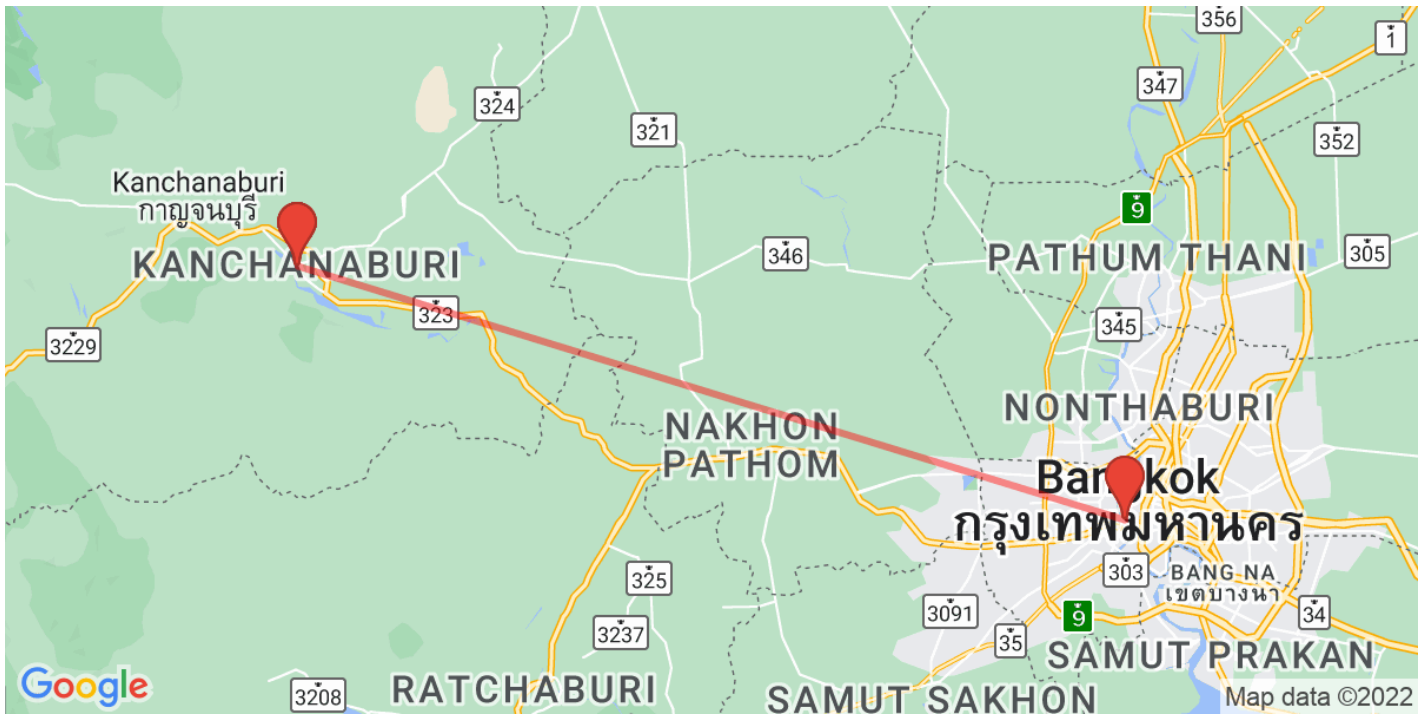 356
1
347
324
321
352
Kanchanaburi
กาญจนบุรี
9
KANCHANABURI
346
PATHUM THANI
305
323
345
3229
NONTHABURI
NAKHON
PATHOM
Bangkok
กรุงเทพมหานคร
303
BANG NA
เขตบางนา
325
3091
9
34
3237
35
SAMUT PRAKAN
Google
3208
RATCHABURI
SAMUT SAKHON
Map data ©2022